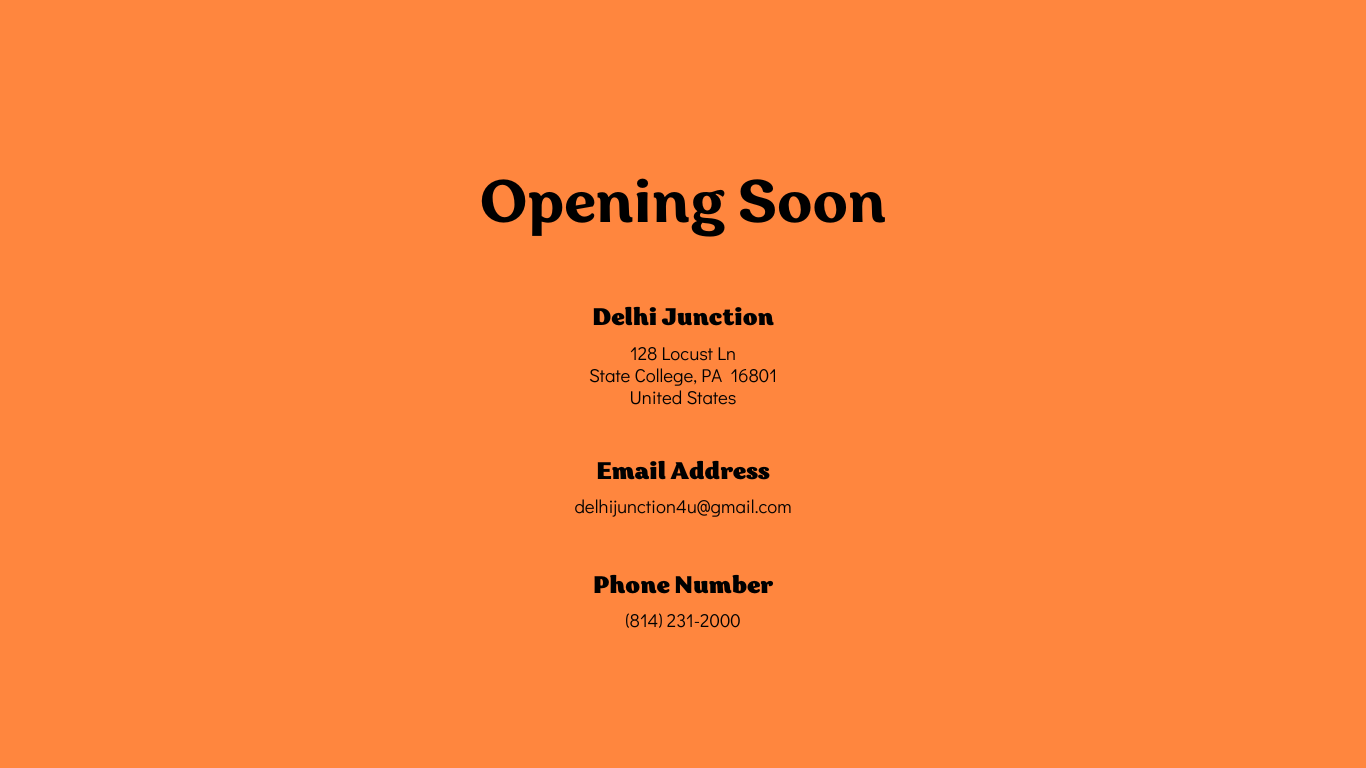 Opening Soon
Delhi Junction
128 Locust Ln
State College, PA  16801
United States
Email Address
delhijunction4u@gmail.com
Phone Number
(814) 231-2000